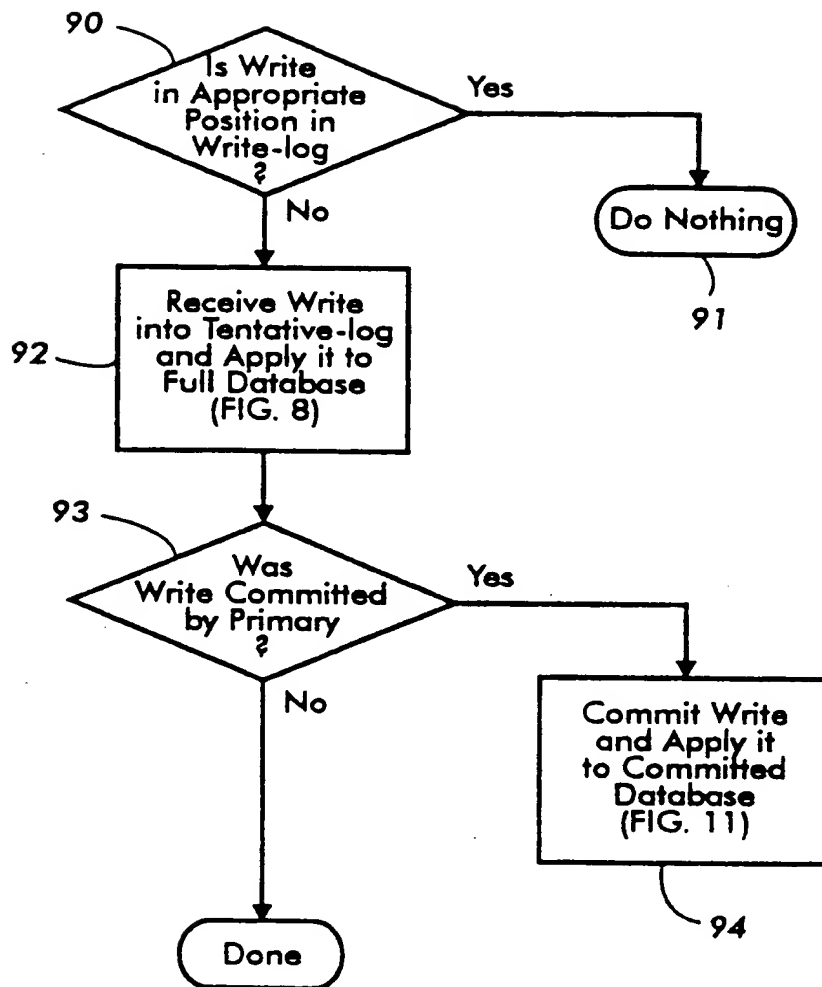 90
Is Write
in Appropriate
Position in
Write-log
?
Yes
No
Do Nothing
91
92
Receive Write
into Tentative-log
and Apply it to
Full Database
(FIG. 8)
93
Was
Write Committed
by Primary
?
Yes
No
Commit Write
and Apply it
to Committed
Database
(FIG. 11)
94
Done